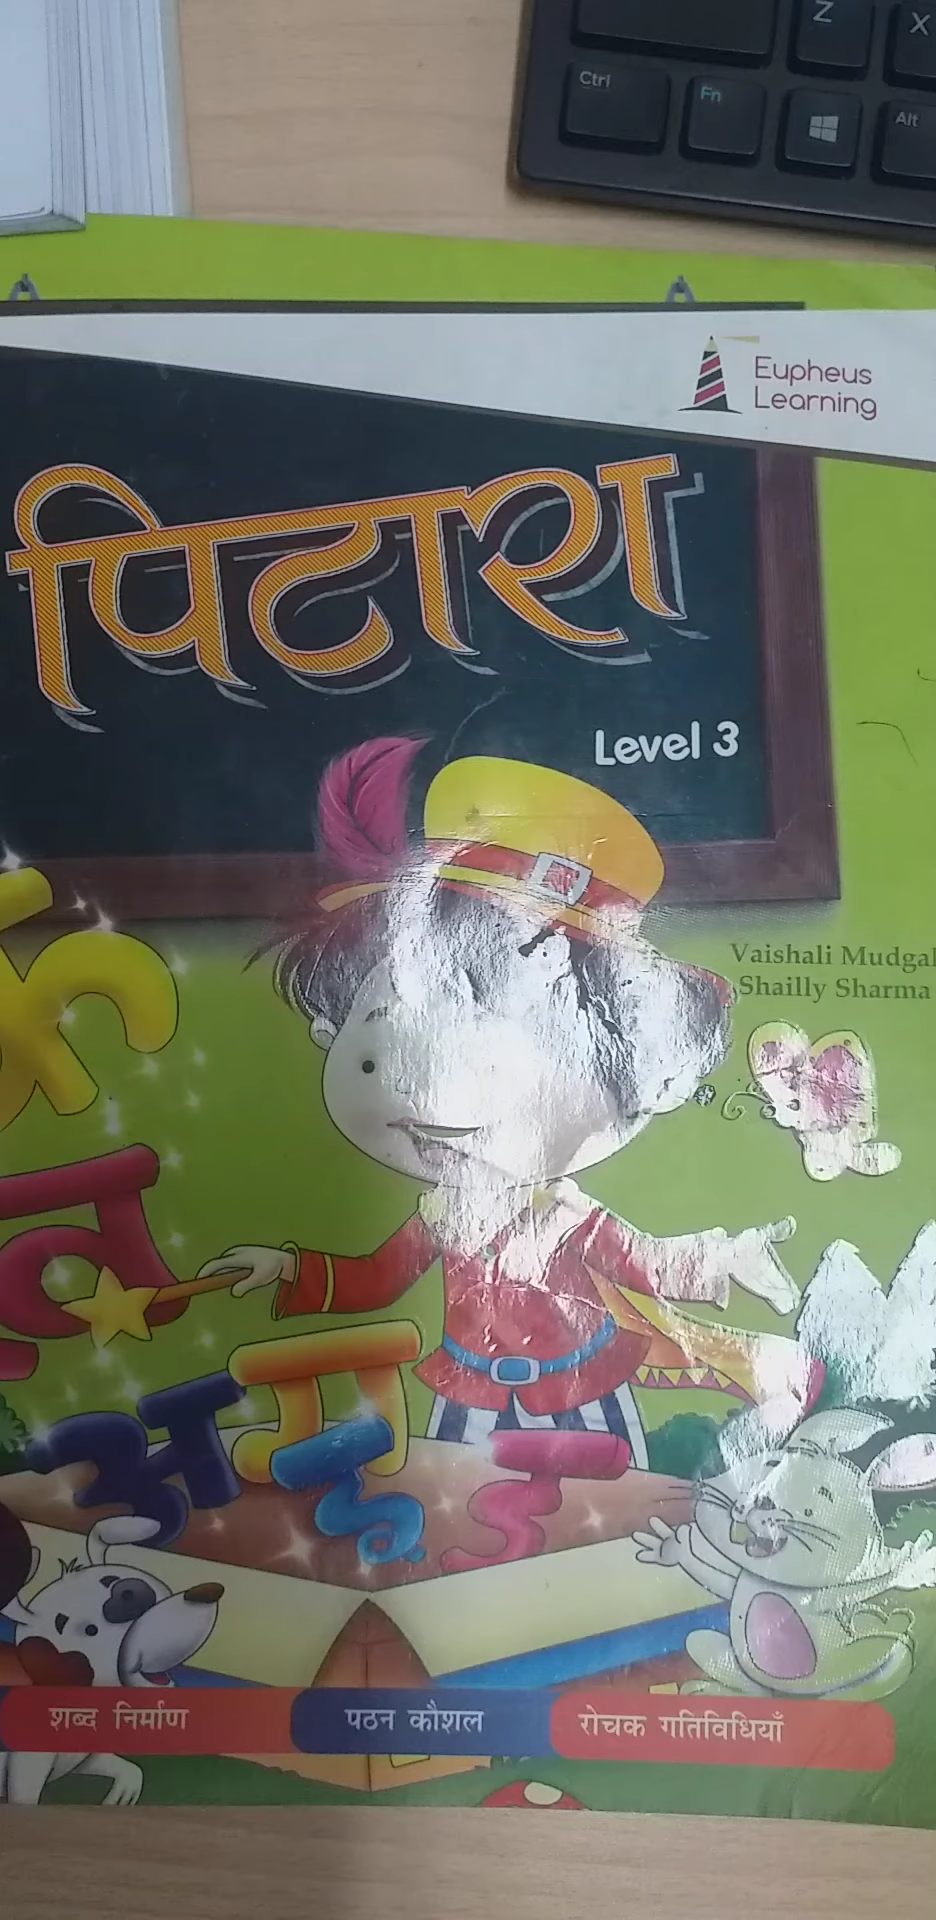 Z
X
Ctrl
Fn
Alt
Eupheus
Learning
पिटारा
Level 3
Vaishali Mudgal
Shailly Sharma
क
व
अ
ग
ह
इ
शब्द निर्माण
पठन कौशल
रोचक गतिविधियाँ